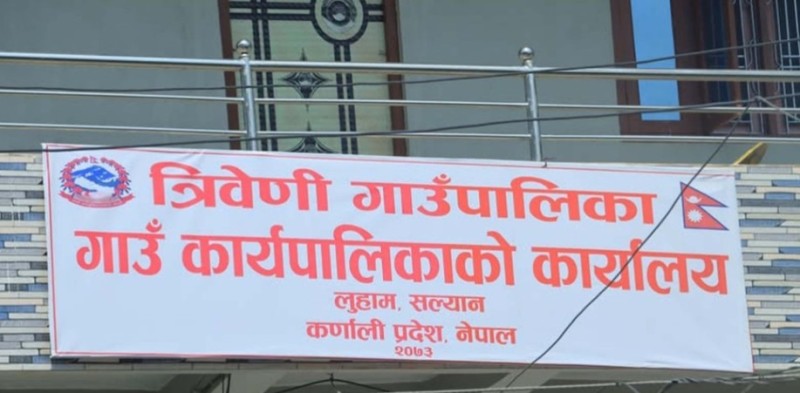 त्रिवेणी गाउँपालिका
गाउँ कार्यपालिकाको कार्यालय
लुहाम, सल्यान
कर्णाली प्रदेश, नेपाल
२०७३